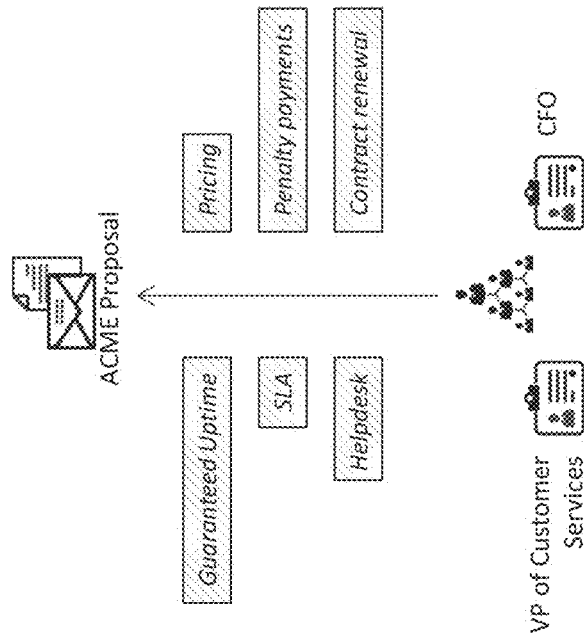 ACME Proposal
Guaranteed Uptime
SLA
Helpdesk
Pricing
Penalty payments
Contract renewal
VP of Customer
Services
CFO